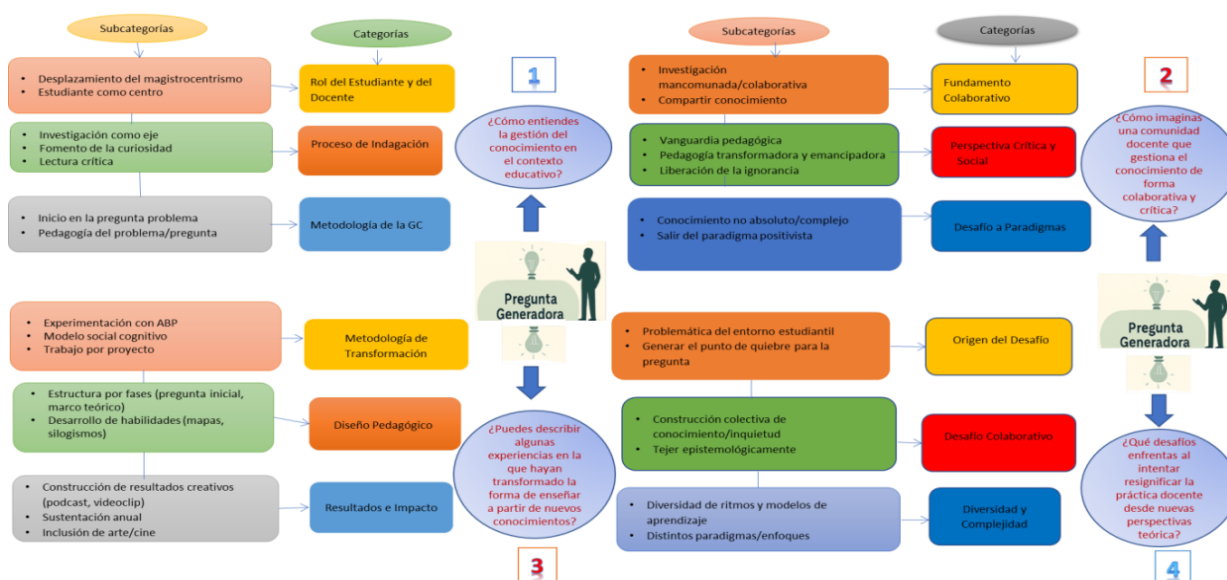 Subcategorías
Categorías
• Desplazamiento del magistrocentrismo
• Estudiante como centro
Rol del Estudiante y del
Docente
• Investigación como eje
• Fomento de la curiosidad
• Lectura crítica
Proceso de Indagación
• Inicio en la pregunta problema
• Pedagogía del problema/pregunta
Metodología de la GC
1
¿Cómo entiendes
la gestión del
conocimiento en
el contexto
educativo?
Pregunta
Generadora
Subcategorías
Categorías
• Investigación
mancomunada/colaborativa
• Compartir conocimiento
Fundamento
Colaborativo
• Vanguardia pedagógica
• Pedagogía transformadora y emancipadora
• Liberación de la ignorancia
Perspectiva Crítica y
Social
• Conocimiento no absoluto/complejo
• Salir del paradigma positivista
Desafío a Paradigmas
2
¿Cómo imaginas
una comunidad
docente que
gestiona el
conocimiento de
forma
colaborativa y
crítica?
Pregunta
Generadora
• Experimentación con ABP
• Modelo social cognitivo
• Trabajo por proyecto
Metodología de
Transformación
• Estructura por fases (pregunta inicial,
marco teórico)
• Desarrollo de habilidades (mapas,
silogismos)
Diseño Pedagógico
• Construcción de resultados creativos
(podcast, videoclip)
• Sustentación anual
• Inclusión de arte/cine
Resultados e Impacto
¿Puedes describir
algunas
experiencias en la
que hayan
transformado la
forma de enseñar
a partir de nuevos
conocimientos?
3
• Problemática del entorno estudiantil
• Generar el punto de quiebre para la
pregunta
Origen del Desafío
• Construcción colectiva de
conocimiento/inquietud
• Tejer epistemológicamente
Desafío Colaborativo
• Diversidad de ritmos y modelos de
aprendizaje
• Distintos paradigmas/enfoques
Diversidad y
Complejidad
¿Qué desafíos
enfrentas al
intentar
resignificar la
práctica docente
desde nuevas
perspectivas
teórica?
4